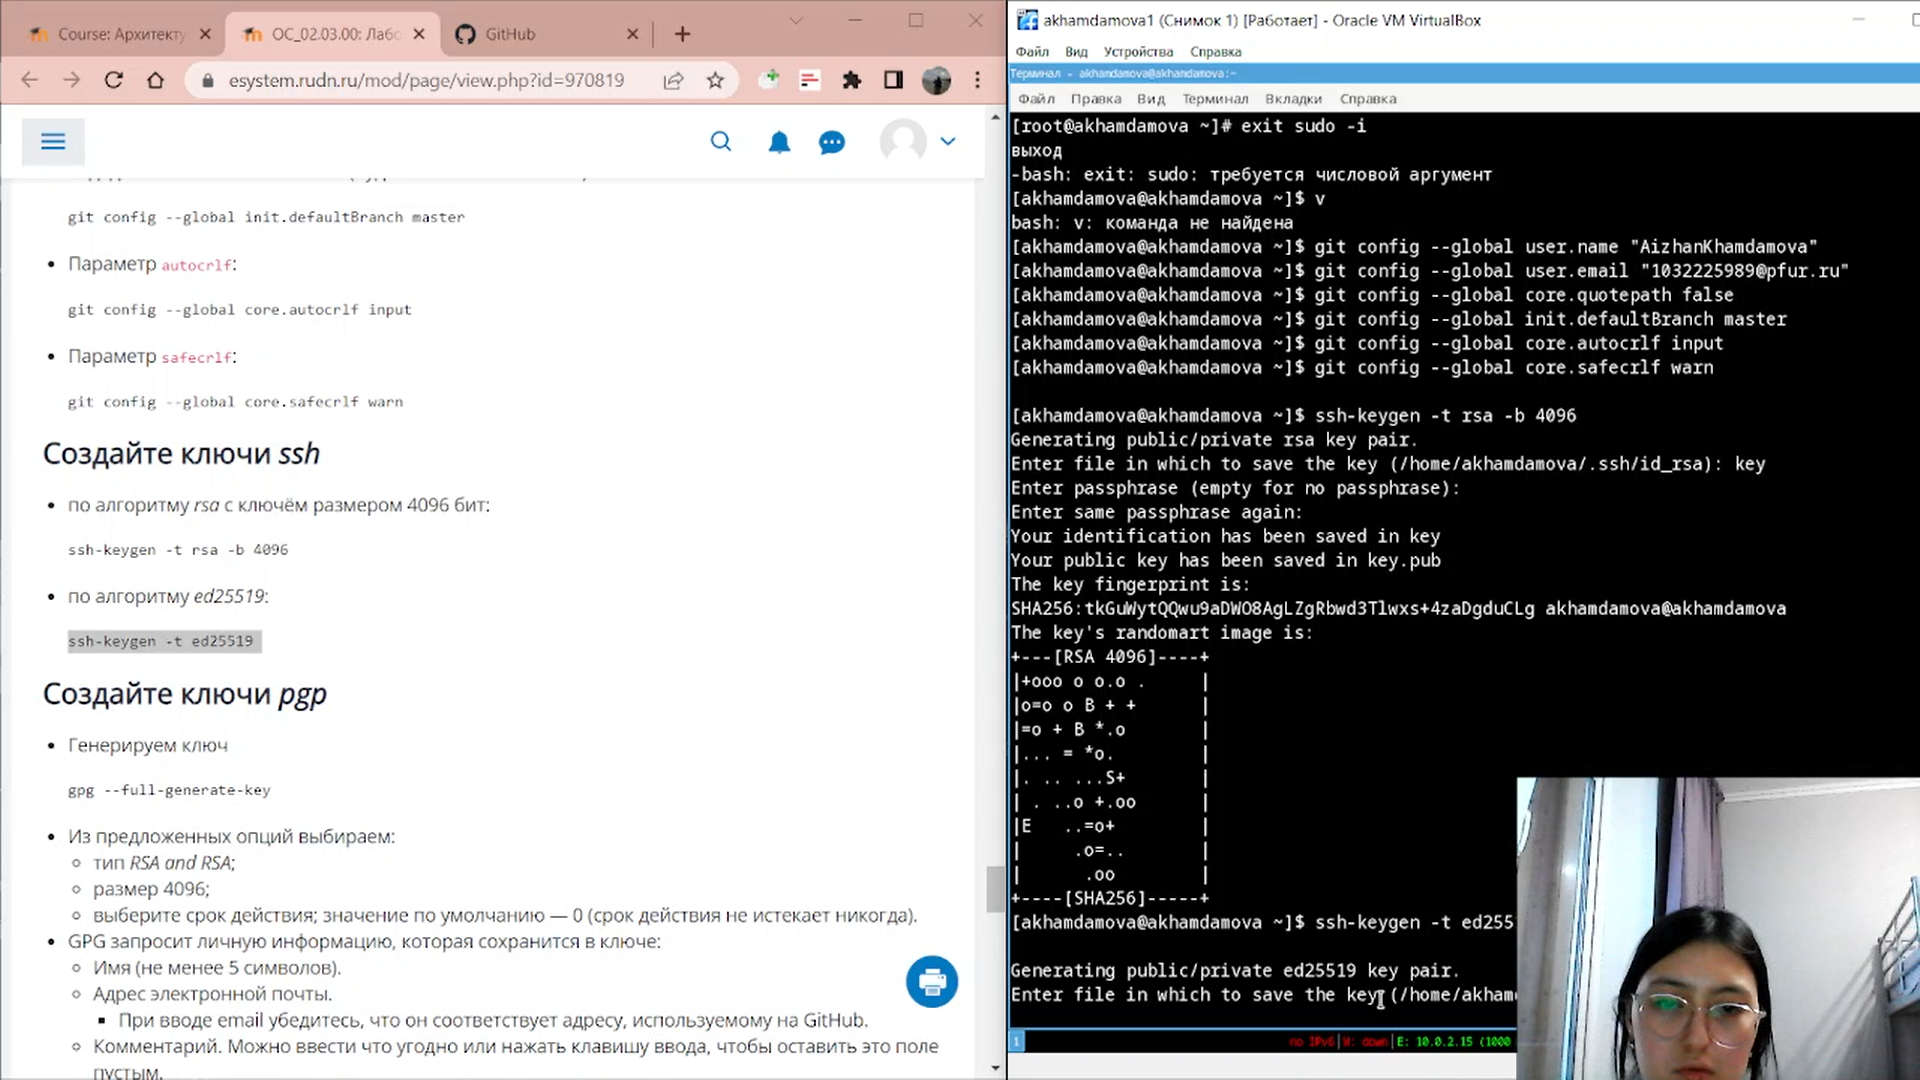 Course: Архитекту
ОС_02.03.00: Лабо
GitHub
esystem.rudn.ru/mod/page/view.php?id=970819
git config --global init.defaultBranch master
Параметр autocrlf:
git config --global core.autocrlf input
Параметр safecrlf:
git config --global core.safecrlf warn
Создайте ключи ssh
по алгоритму rsa с ключём размером 4096 бит:
ssh-keygen -t rsa -b 4096
по алгоритму ed25519:
ssh-keygen -t ed25519
Создайте ключи pgp
Генерируем ключ
gpg --full-generate-key
Из предложенных опций выбираем:
тип RSA and RSA;
размер 4096;
выберите срок действия; значение по умолчанию — 0 (срок действия не истекает никогда).
GPG запросит личную информацию, которая сохранится в ключе:
Имя (не менее 5 символов).
Адрес электронной почты.
При вводе email убедитесь, что он соответствует адресу, используемому на GitHub.
Комментарий. Можно ввести что угодно или нажать клавишу ввода, чтобы оставить это поле
пустым.
akhamdamova1 (Снимок 1) [Работает] - Oracle VM VirtualBox
Файл Вид Устройства Справка
Терминал - akhamdamova@akhamdamova:~
Файл Правка Вид Терминал Вкладки Справка
[root@akhamdamova ~]# exit sudo -i
выход
-bash: exit: sudo: требуется числовой аргумент
[akhamdamova@akhamdamova ~]$ v
bash: v: команда не найдена
[akhamdamova@akhamdamova ~]$ git config --global user.name "AizhanKhamdamova"
[akhamdamova@akhamdamova ~]$ git config --global user.email "1032225989@pfur.ru"
[akhamdamova@akhamdamova ~]$ git config --global core.quotepath false
[akhamdamova@akhamdamova ~]$ git config --global init.defaultBranch master
[akhamdamova@akhamdamova ~]$ git config --global core.autocrlf input
[akhamdamova@akhamdamova ~]$ git config --global core.safecrlf warn
[akhamdamova@akhamdamova ~]$ ssh-keygen -t rsa -b 4096
Generating public/private rsa key pair.
Enter file in which to save the key (/home/akhamdamova/.ssh/id_rsa): key
Enter passphrase (empty for no passphrase):
Enter same passphrase again:
Your identification has been saved in key
Your public key has been saved in key.pub
The key fingerprint is:
SHA256:tkGuWytQQwu9aDWO8AgLZgRbwd3Tlwxs+4zaDgduCLg akhamdamova@akhamdamova
The key's randomart image is:
+---[RSA 4096]----+
|+ooo o o.o .     |
|o=o o B + +      |
|=o + B *.o       |
|... = *o.        |
|. .. ...S+       |
| . ..o +.oo      |
|E   ..=o+        |
|     .o=..       |
|      .oo        |
+----[SHA256]-----+
[akhamdamova@akhamdamova ~]$ ssh-keygen -t ed255
Generating public/private ed25519 key pair.
Enter file in which to save the key (/home/akham
1
no IPv6|W: down|E: 10.0.2.15 (1000